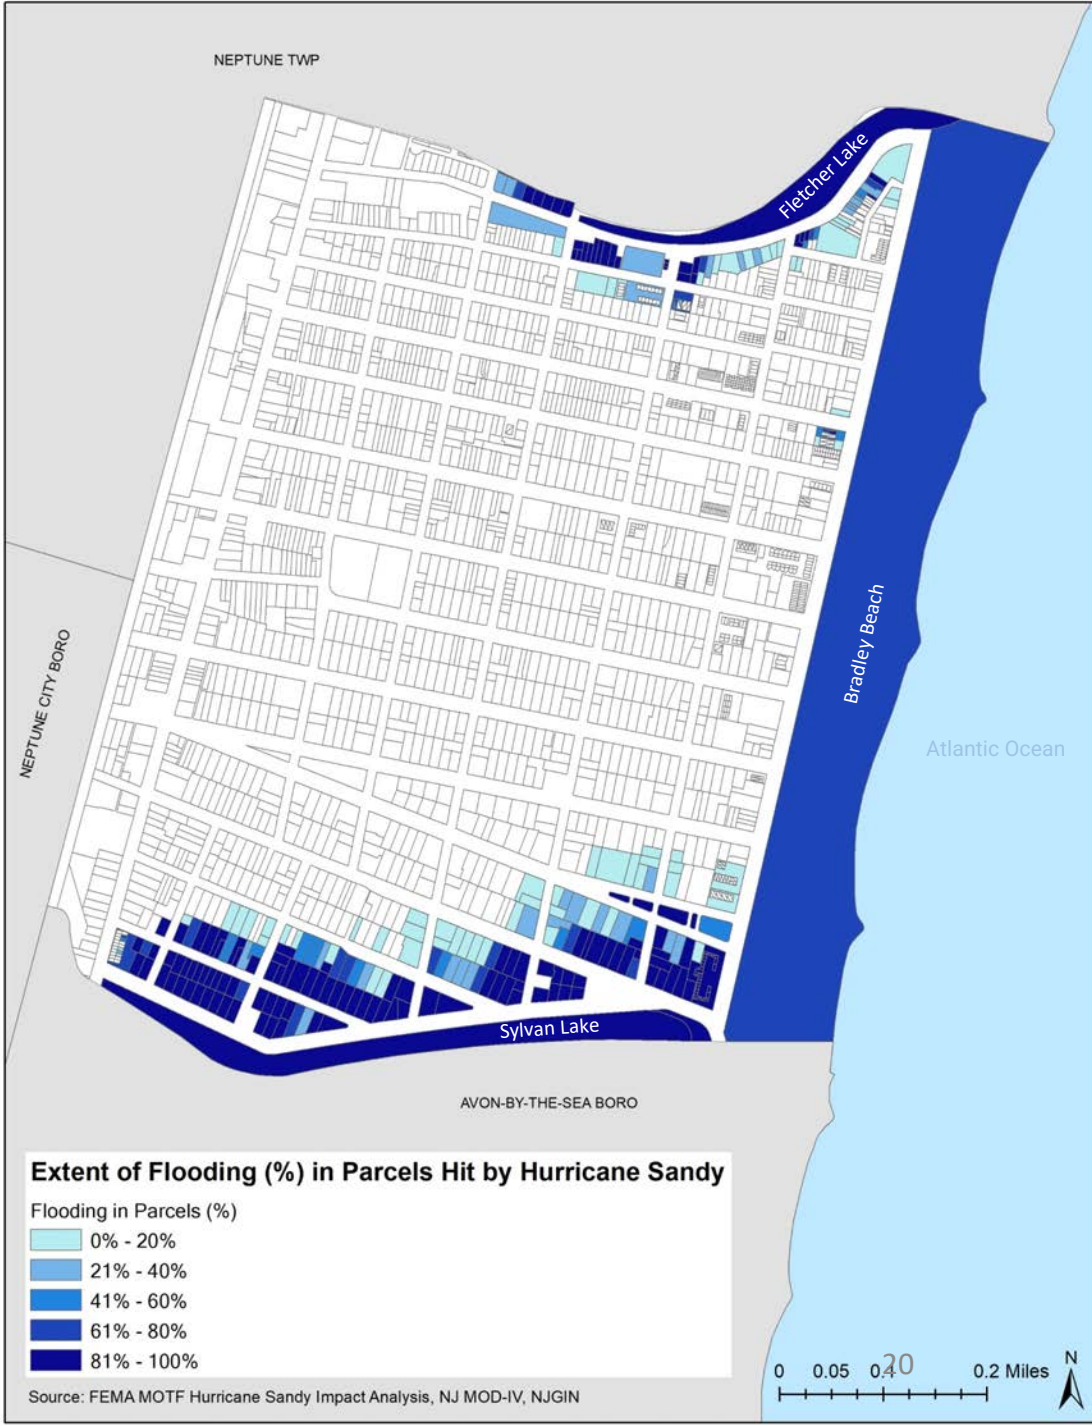 NEPTUNE TWP
Fletcher Lake
Bradley Beach
NEPTUNE CITY BORO
Atlantic Ocean
Sylvan Lake
AVON-BY-THE-SEA BORO
Extent of Flooding (%) in Parcels Hit by Hurricane Sandy
Flooding in Parcels (%)
0% - 20%
21% - 40%
41% - 60%
61% - 80%
81% - 100%
Source: FEMA MOTF Hurricane Sandy Impact Analysis, NJ MOD-IV, NJGIN
20
0 0.05 0.1 0.2 Miles
N